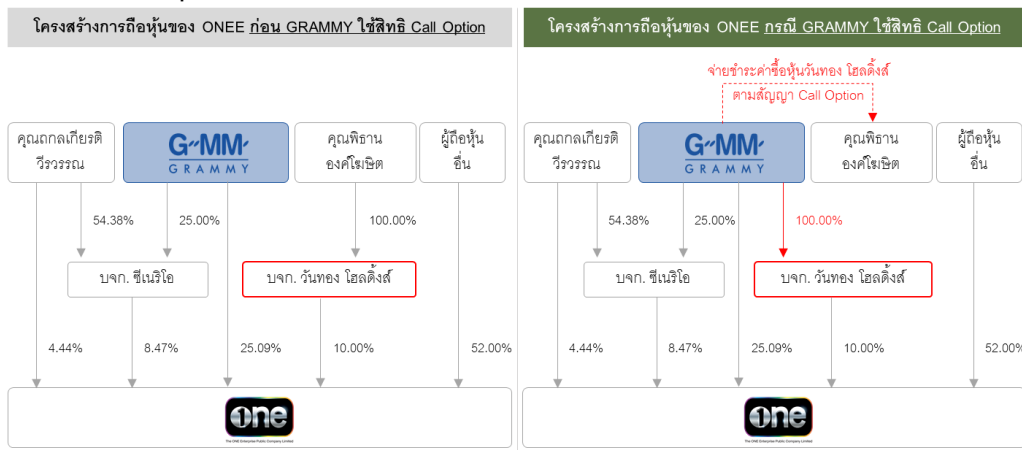 โครงสร้างการถือหุ้นของ ONEE ก่อน GRAMMY ใช้สิทธิ Call Option
คุณถกลเกียรติ
วีรวรรณ
GMM
GRAMMY
คุณพิธาน
องค์โฆษิต
ผู้ถือหุ้น
อื่น
54.38%
25.00%
100.00%
บจก. ซีเนริโอ
บจก. วันทอง โฮลดิ้งส์
4.44%
8.47%
25.09%
10.00%
52.00%
one
The ONE Enterprise Public Company Limited
โครงสร้างการถือหุ้นของ ONEE กรณี GRAMMY ใช้สิทธิ Call Option
จ่ายชำระค่าซื้อหุ้นวันทอง โฮลดิ้งส์
ตามสัญญา Call Option
คุณถกลเกียรติ
วีรวรรณ
GMM
GRAMMY
คุณพิธาน
องค์โฆษิต
ผู้ถือหุ้น
อื่น
54.38%
25.00%
100.00%
บจก. ซีเนริโอ
บจก. วันทอง โฮลดิ้งส์
4.44%
8.47%
25.09%
10.00%
52.00%
one
The ONE Enterprise Public Company Limited